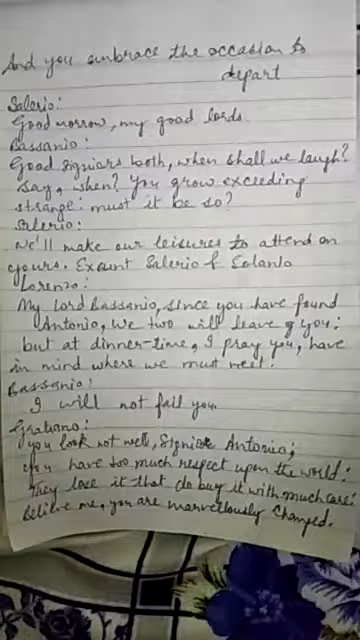 And you embrace the occasion to
depart
Salerio:
Good morrow, my good lords.
Bassanio:
Good signiors both, when shall we laugh?
Say, when? You grow exceeding
strange: must it be so?
Salerio:
We'll make our leisures to attend on
yours. Exeunt Salerio & Solanio
Lorenzo:
My Lord Bassanio, since you have found
Antonio, we two will leave you:
but at dinner-time, I pray you, have
in mind where we must meet.
Bassanio:
I will not fail you.
Gratiano:
You look not well, Signior Antonio;
You have too much respect upon the world:
They lose it that do buy it with much care:
Believe me, you are marvellously changed.